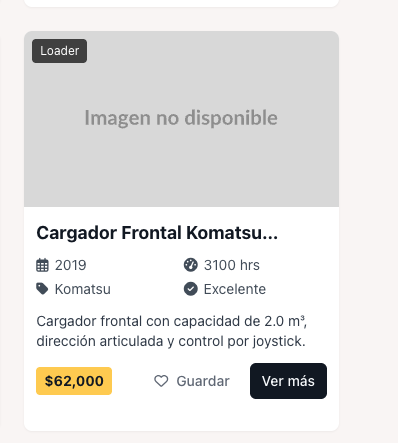 Loader
Imagen no disponible
Cargador Frontal Komatsu...
2019
3100 hrs
Komatsu
Excelente
Cargador frontal con capacidad de 2.0 m³,
dirección articulada y control por joystick.
$62,000
Guardar
Ver más